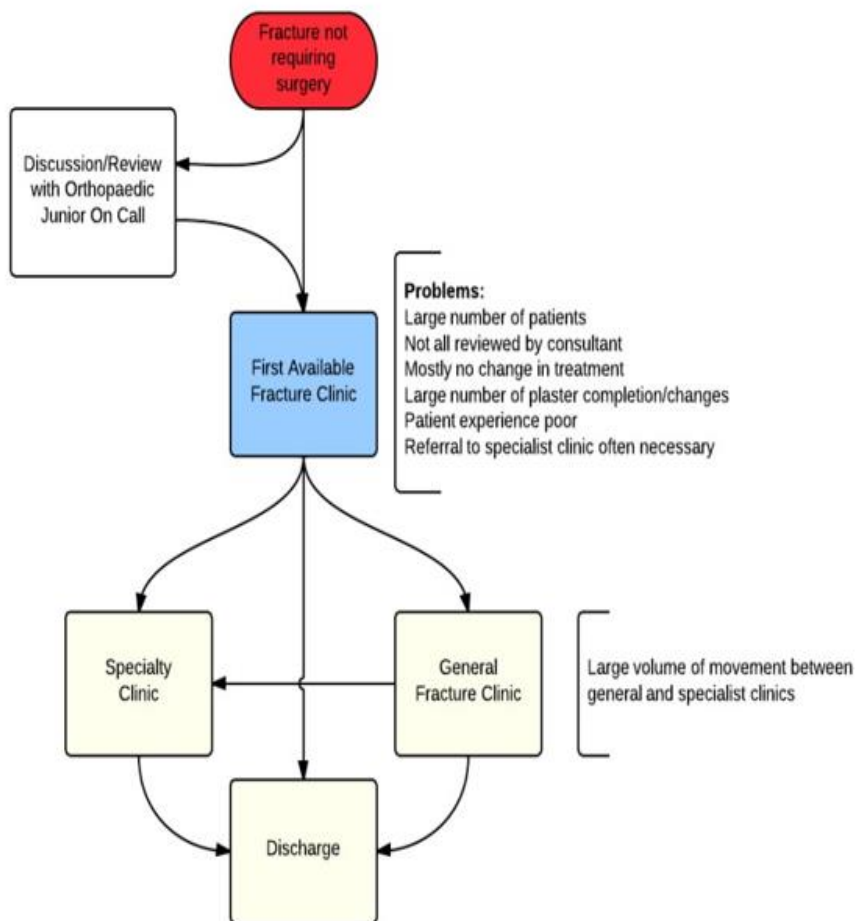 Fracture not
requiring
surgery
Discussion/Review
with Orthopaedic
Junior On Call
Problems:
Large number of patients
Not all reviewed by consultant
Mostly no change in treatment
Large number of plaster completion/changes
Patient experience poor
Referral to specialist clinic often necessary
First Available
Fracture Clinic
Specialty
Clinic
General
Fracture Clinic
Large volume of movement between
general and specialist clinics
Discharge